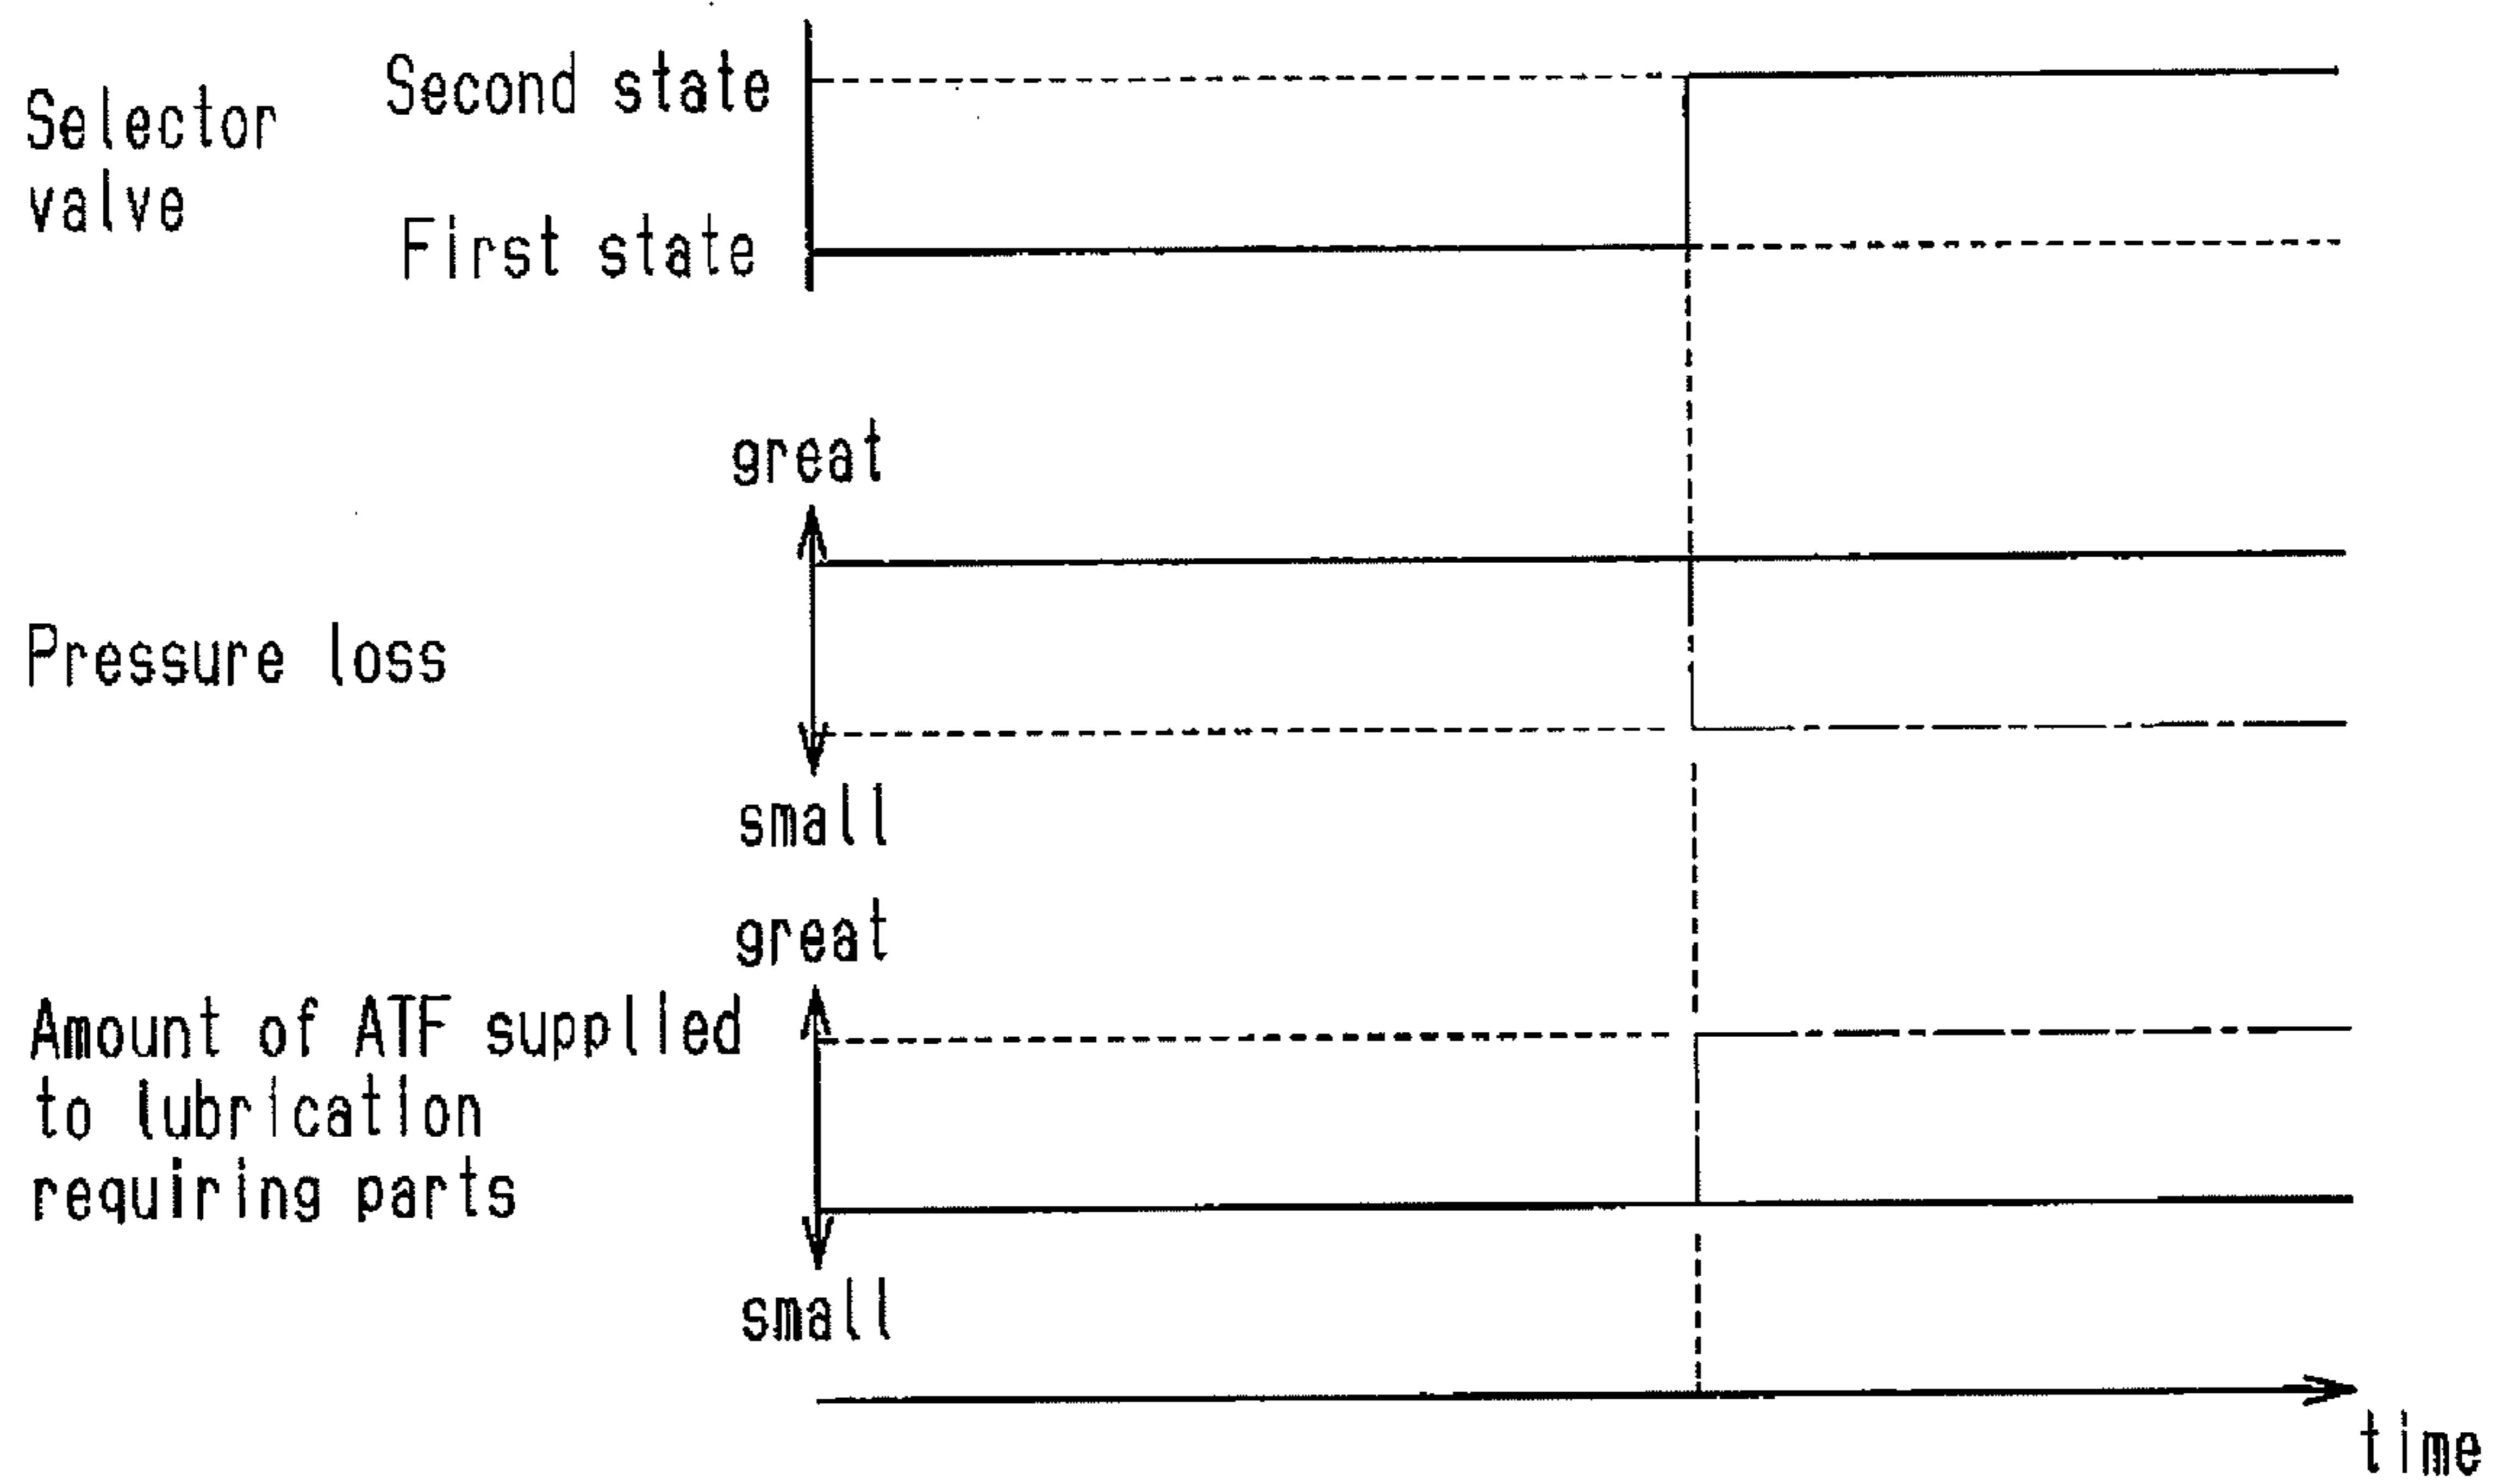 Selector
valve
Second state
First state
great
Pressure loss
small
great
Amount of ATF supplied
to lubrication
requiring parts
small
time